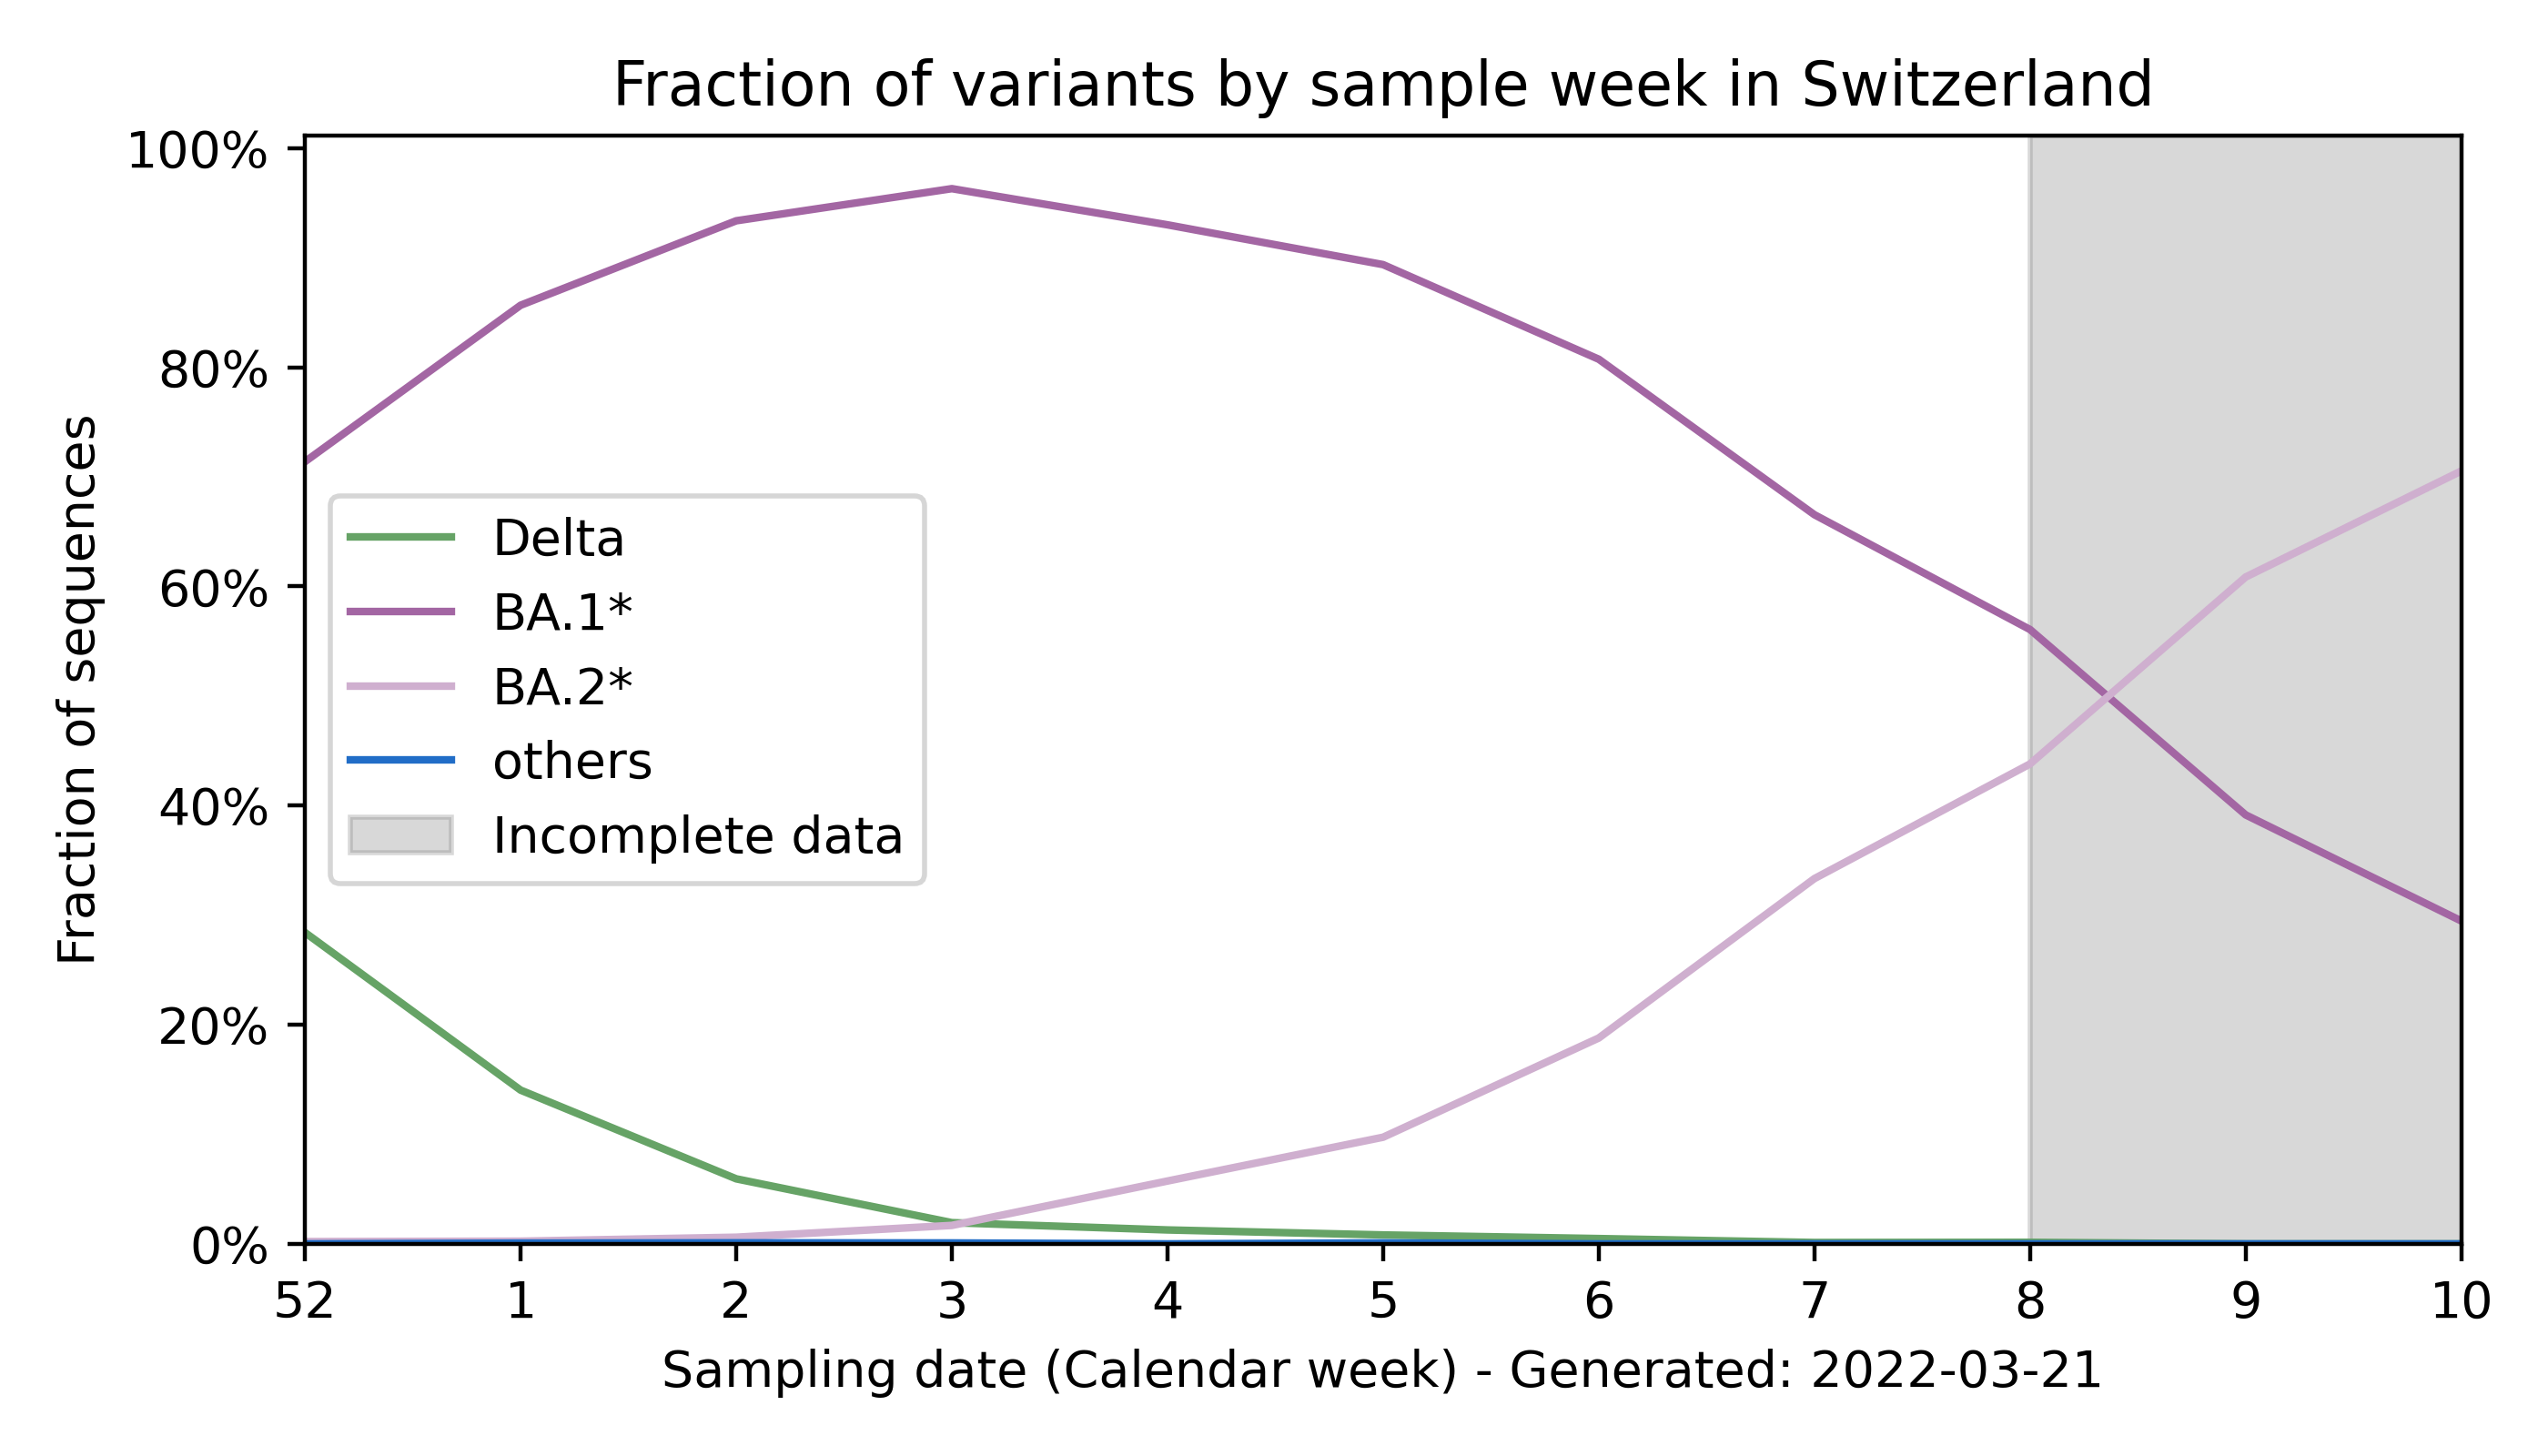 Fraction of variants by sample week in Switzerland
100%
80%
60%
40%
20%
0%
Fraction of sequences
Delta
BA.1*
BA.2*
others
Incomplete data
52 1 2 3 4 5 6 7 8 9 10
Sampling date (Calendar week) - Generated: 2022-03-21